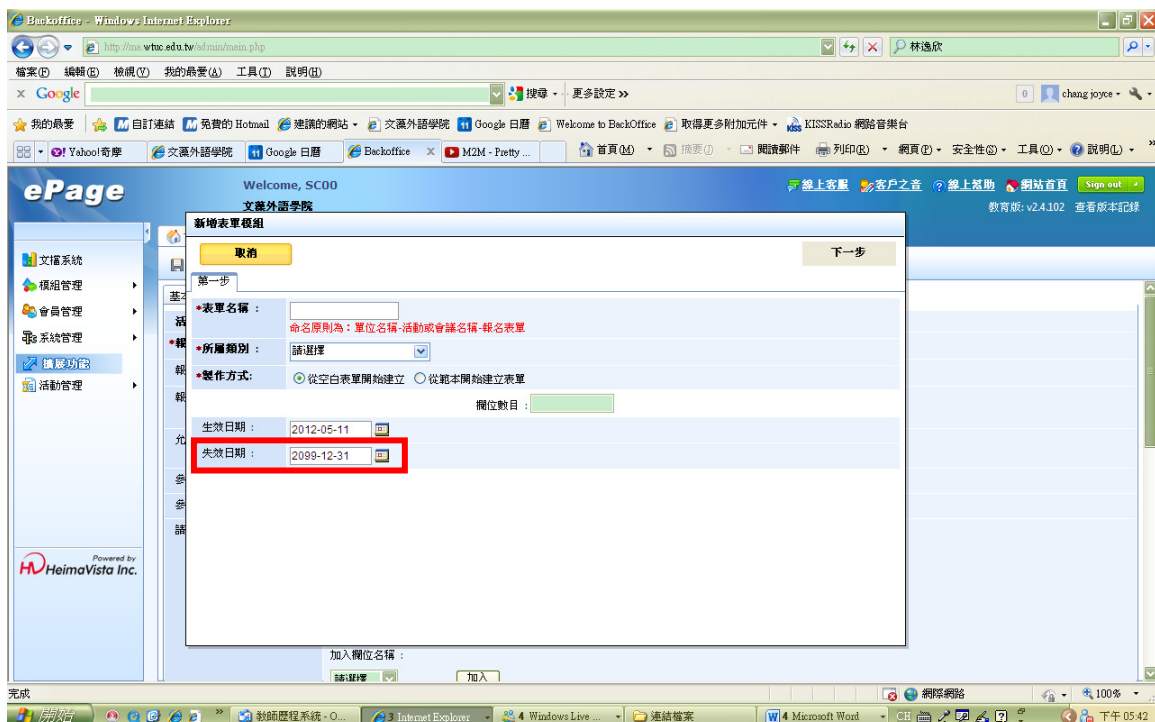 Backoffice - Windows Internet Explorer
http://ma.wtuc.edu.tw/admin/main.php
林逸欣
檔案(F) 編輯(E) 檢視(V) 我的最愛(A) 工具(T) 說明(H)
× Google 搜尋 更多設定 >> 0 chang joyce
我的最愛 自訂連結 免費的 Hotmail 建議的網站 文藻外語學院 Google 日曆 Welcome to BackOffice 取得更多附加元件 KISSRadio 網路音樂台
Yahoo!奇摩 文藻外語學院 Google 日曆 Backoffice X M2M - Pretty ... 首頁(M) 摘要(J) 閱讀郵件 列印(R) 網頁(P) 安全性(S) 工具(O) 說明(L) »
ePage Welcome, SC00 線上客服 客戶之音 線上幫助 網站首頁 Sign out
文藻外語學院 教育版: v2.4.102 查看版本記錄
新增表單模組
取消 下一步
文檔系統
第一步
模組管理
基
*表單名稱 :
會員管理
活
命名原則為：單位名稱-活動或會議名稱-報名表單
系統管理
*報
*所屬類別 : 請選擇
擴展功能
報
*製作方式: 從空白表單開始建立 從範本開始建立表單
活動管理
報
欄位數目 :
生效日期 : 2012-05-11
允
失效日期 : 2099-12-31
參
參
請
Powered by
HeimaVista Inc.
加入欄位名稱 :
請選擇 加入
完成 網際網路 100%
開始 » 教師歷程系統 - O... 3 Internet Explorer 4 Windows Live ... 連結檔案 4 Microsoft Word CH 下午 05:42